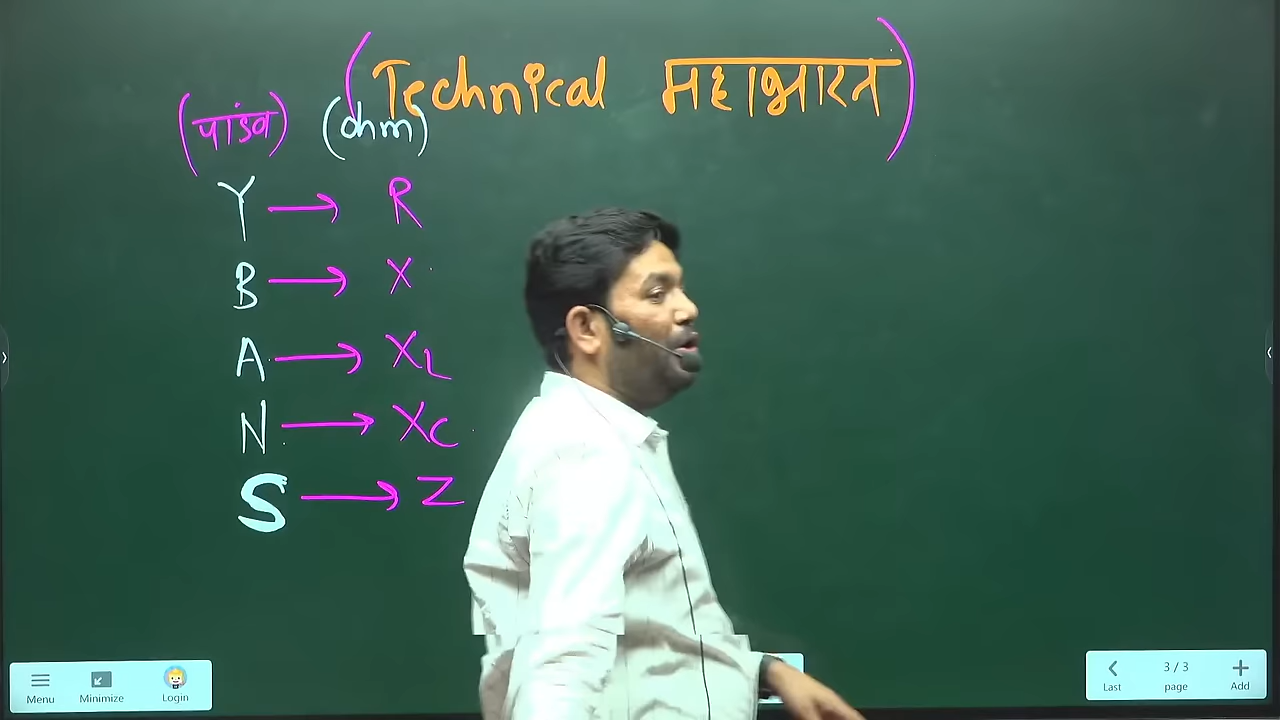 (Technical महाभारत)
(पांडव) (ohm)
Y → R
B → X
A → XL
N → XC
S → Z
Menu Minimize Login
3 / 3
Last page Add